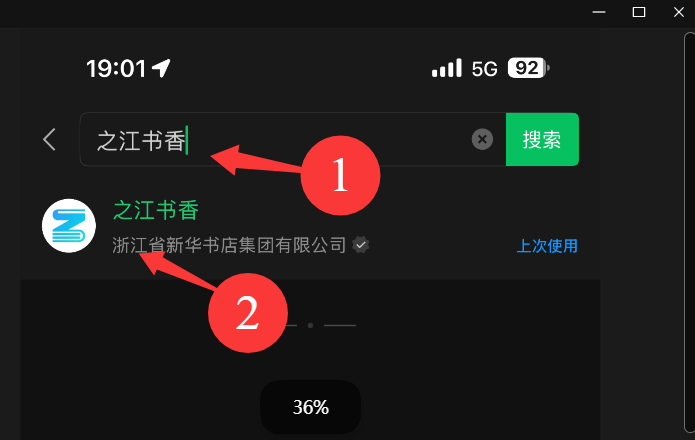 19:01 5G 92
之江书香 搜索
1
之江书香
浙江省新华书店集团有限公司 上次使用
2
36%